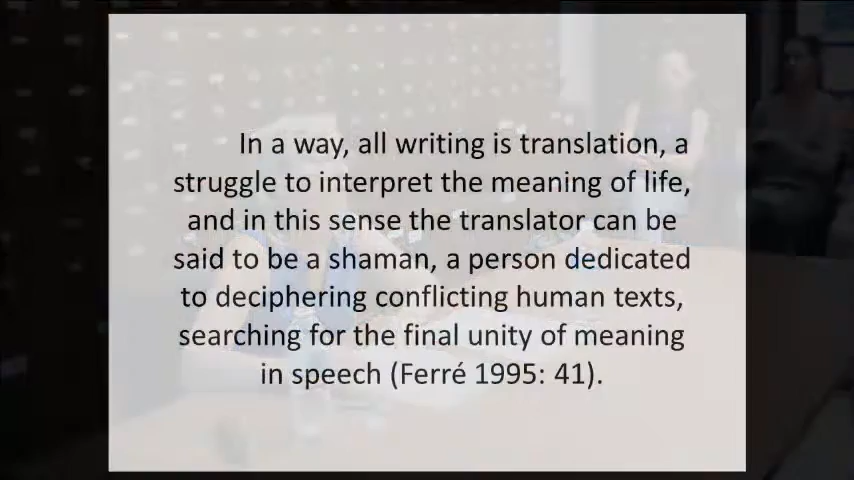 In a way, all writing is translation, a
struggle to interpret the meaning of life,
and in this sense the translator can be
said to be a shaman, a person dedicated
to deciphering conflicting human texts,
searching for the final unity of meaning
in speech (Ferré 1995: 41).